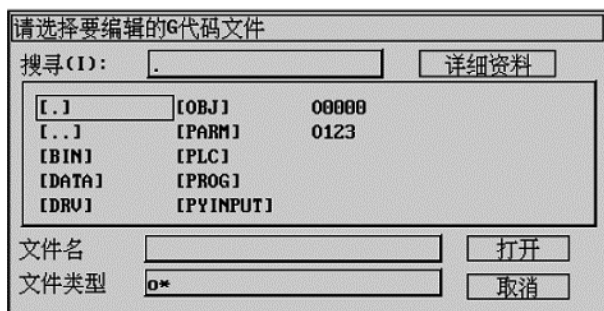 请选择要编辑的G代码文件
搜寻(I): . 详细资料
[.] [OBJ] O0000
[..] [PARM] O123
[BIN] [PLC]
[DATA] [PROG]
[DRV] [PYINPUT]
文件名 打开
文件类型 o* 取消